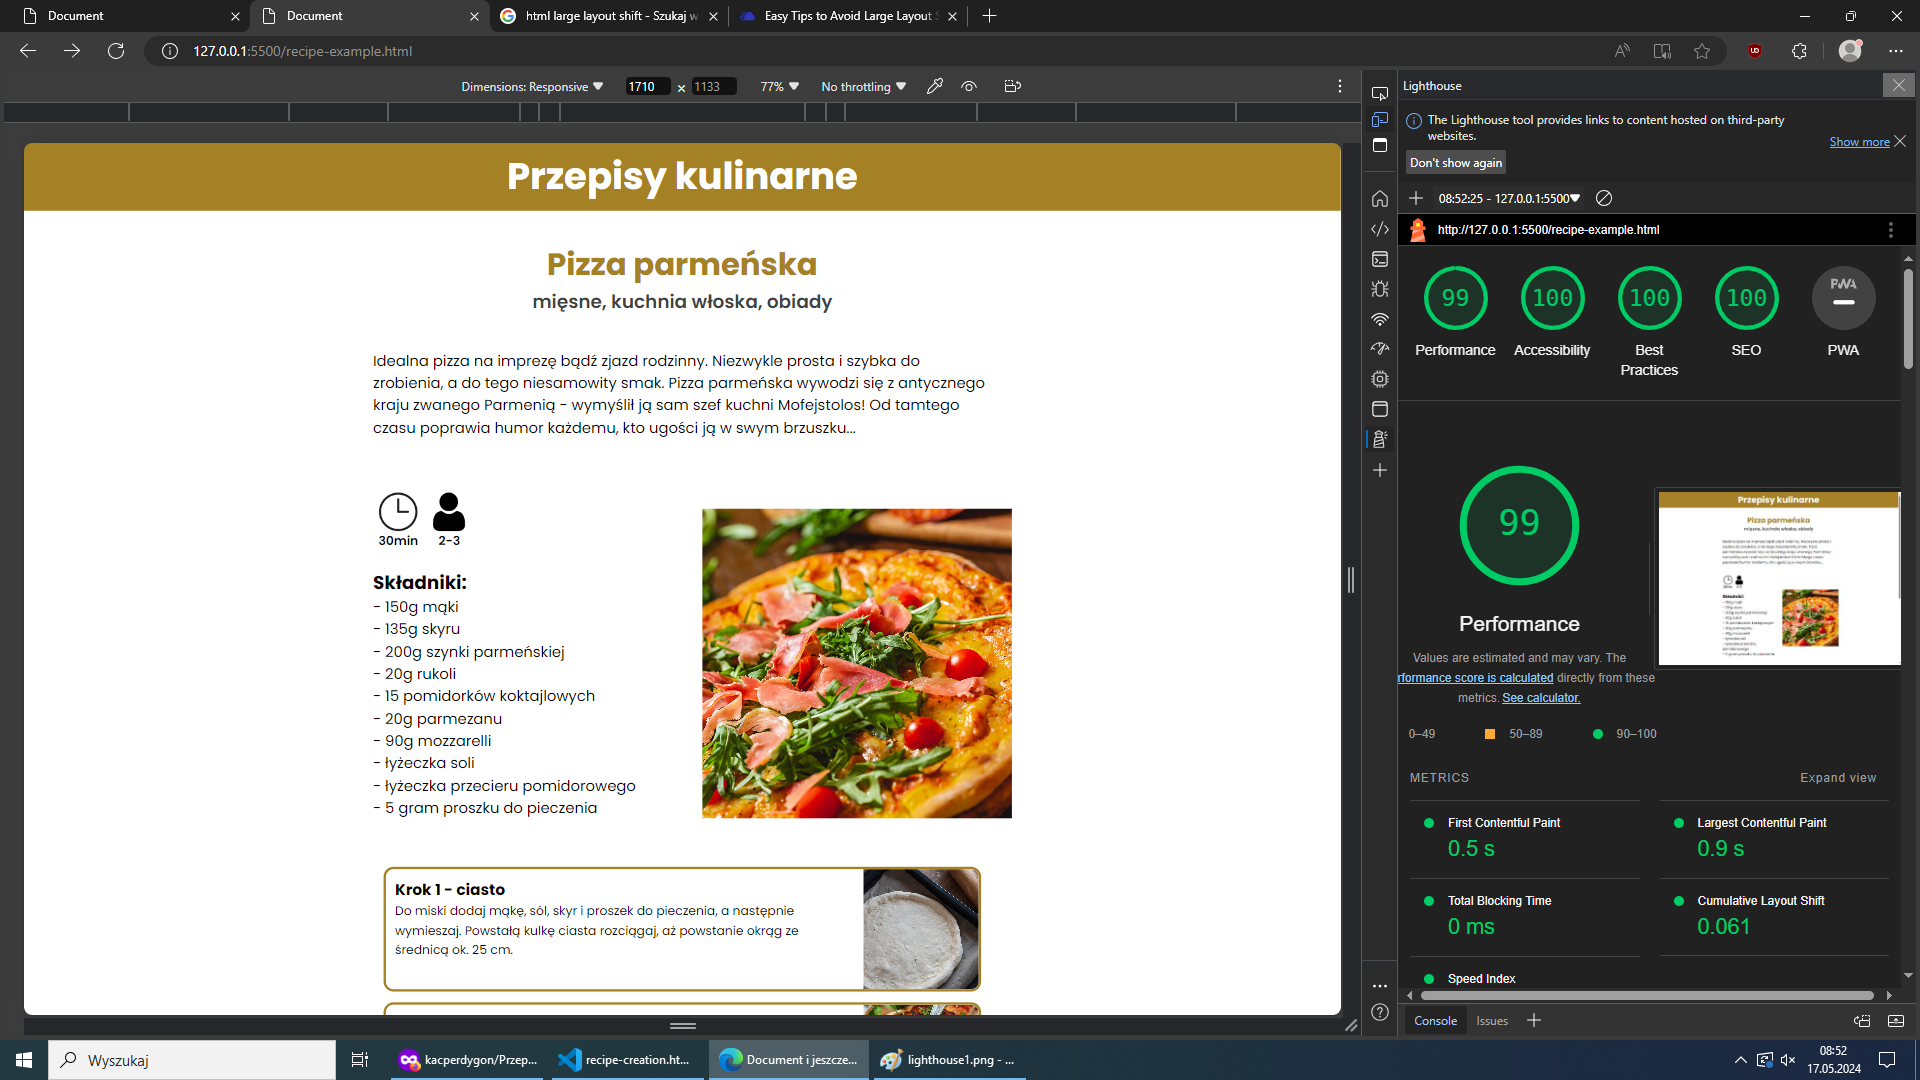 Document
Document
html large layout shift - Szukaj w
Easy Tips to Avoid Large Layout
127.0.0.1:5500/recipe-example.html
Dimensions: Responsive
1710 × 1133
77%
No throttling
Przepisy kulinarne
Pizza parmeńska
mięsne, kuchnia włoska, obiady
Idealna pizza na imprezę bądź zjazd rodzinny. Niezwykle prosta i szybka do
zrobienia, a do tego niesamowity smak. Pizza parmeńska wywodzi się z antycznego
kraju zwanego Parmenią - wymyślił ją sam szef kuchni Mofejstolos! Od tamtego
czasu poprawia humor każdemu, kto ugości ją w swym brzuszku...
30min
2-3
Składniki:
- 150g mąki
- 135g skyru
- 200g szynki parmeńskiej
- 20g rukoli
- 15 pomidorków koktajlowych
- 20g parmezanu
- 90g mozzarelli
- łyżeczka soli
- łyżeczka przecieru pomidorowego
- 5 gram proszku do pieczenia
Krok 1 - ciasto
Do miski dodaj mąkę, sól, skyr i proszek do pieczenia, a następnie
wymieszaj. Powstałą kulkę ciasta rozciągaj, aż powstanie okrąg ze
średnicą ok. 25 cm.
Lighthouse
The Lighthouse tool provides links to content hosted on third-party
websites.
Show more
Don't show again
08:52:25 - 127.0.0.1:5500
http://127.0.0.1:5500/recipe-example.html
99
100
100
100
PWA
Performance
Accessibility
Best
Practices
SEO
PWA
99
Performance
Values are estimated and may vary. The
rformance score is calculated directly from these
metrics. See calculator.
0–49
50–89
90–100
Przepisy kulinarne
Pizza parmeńska
mięsne, kuchnia włoska, obiady
Składniki:
METRICS
Expand view
First Contentful Paint
0.5 s
Largest Contentful Paint
0.9 s
Total Blocking Time
0 ms
Cumulative Layout Shift
0.061
Speed Index
Console
Issues
Wyszukaj
kacperdygon/Przep...
recipe-creation.ht...
Document i jeszcze...
lighthouse1.png - ...
08:52
17.05.2024